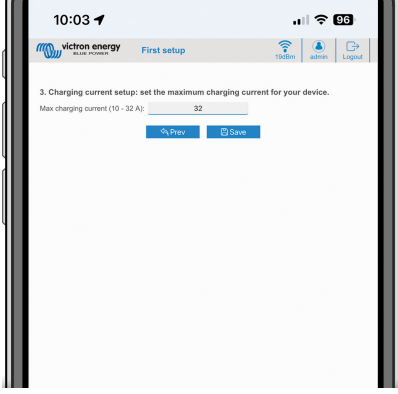 10:03
96
victron energy
BLUE POWER
First setup
19dBm
admin
Logout
3. Charging current setup: set the maximum charging current for your device.
Max charging current (10 - 32 A):
32
Prev
Save